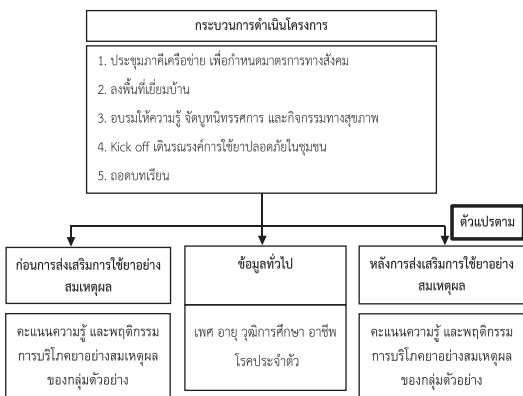 กระบวนการดำเนินโครงการ
1. ประชุมภาคีเครือข่าย เพื่อกำหนดมาตรการทางสังคม
2. ลงพื้นที่เยี่ยมบ้าน
3. อบรมให้ความรู้ จัดบูทนิทรรศการ และกิจกรรมทางสุขภาพ
4. Kick off เดินรณรงค์การใช้ยาปลอดภัยในชุมชน
5. ถอดบทเรียน
ตัวแปรตาม
ก่อนการส่งเสริมการใช้ยาอย่าง
สมเหตุผล
คะแนนความรู้ และพฤติกรรม
การบริโภคยาอย่างสมเหตุผล
ของกลุ่มตัวอย่าง
ข้อมูลทั่วไป
เพศ อายุ วุฒิการศึกษา อาชีพ
โรคประจำตัว
หลังการส่งเสริมการใช้ยาอย่าง
สมเหตุผล
คะแนนความรู้ และพฤติกรรม
การบริโภคยาอย่างสมเหตุผล
ของกลุ่มตัวอย่าง